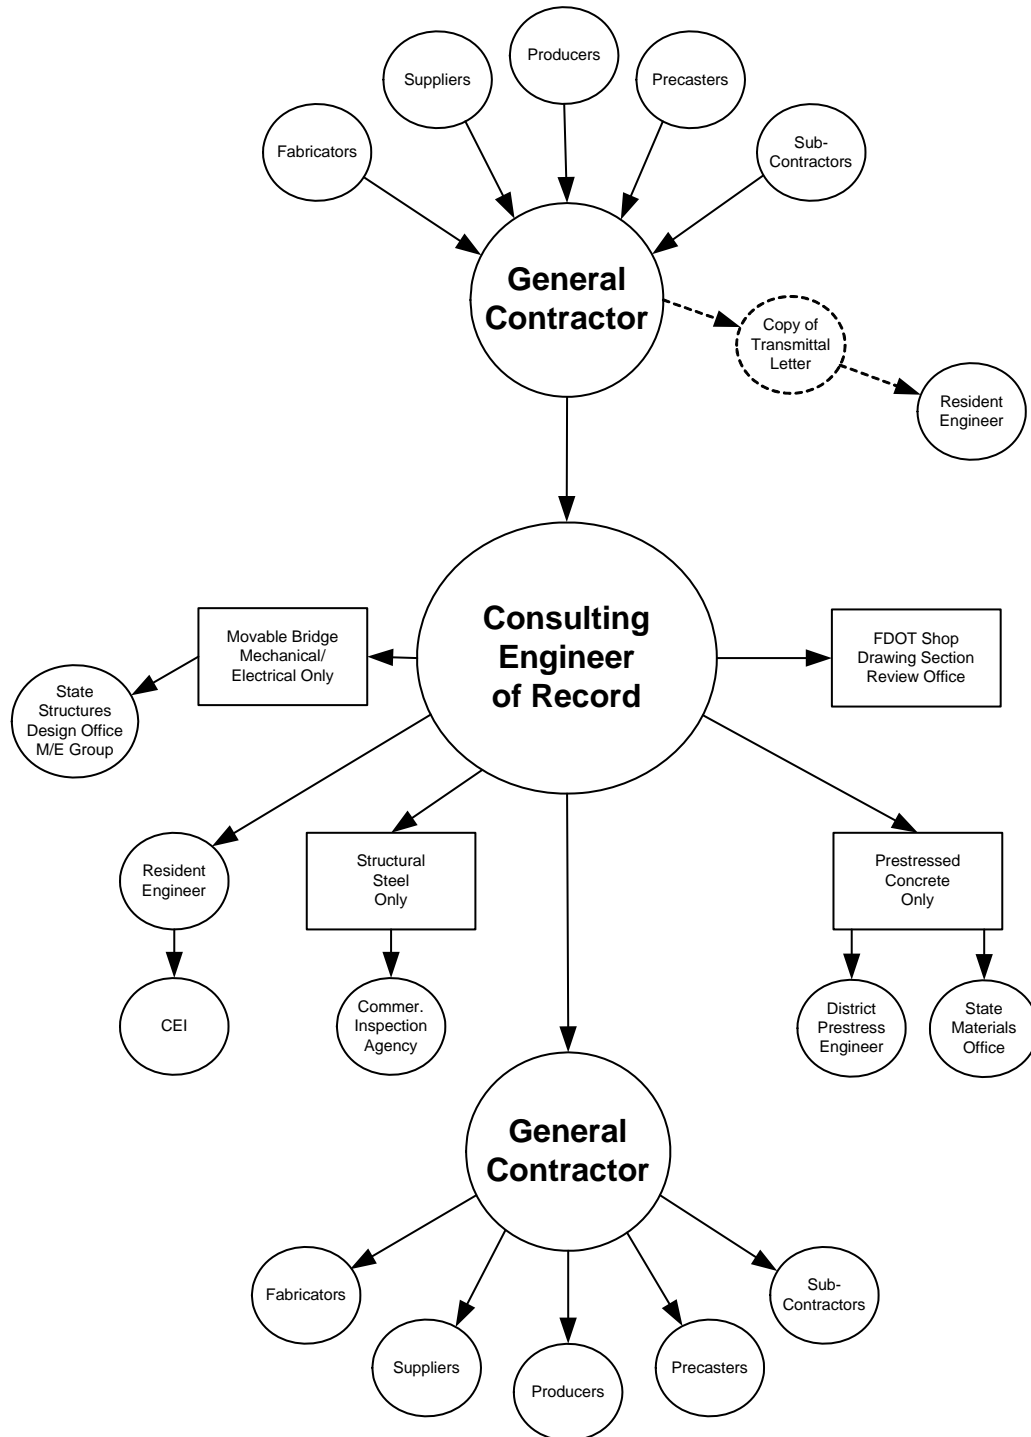 Producers
Suppliers
Precasters
Fabricators
Sub-
Contractors
General
Contractor
Copy of
Transmittal
Letter
Resident
Engineer
Consulting
Engineer
of Record
Movable Bridge
Mechanical/
Electrical Only
FDOT Shop
Drawing Section
Review Office
State
Structures
Design Office
M/E Group
Resident
Engineer
Structural
Steel
Only
Prestressed
Concrete
Only
CEI
Commer.
Inspection
Agency
District
Prestress
Engineer
State
Materials
Office
General
Contractor
Fabricators
Sub-
Contractors
Suppliers
Producers
Precasters